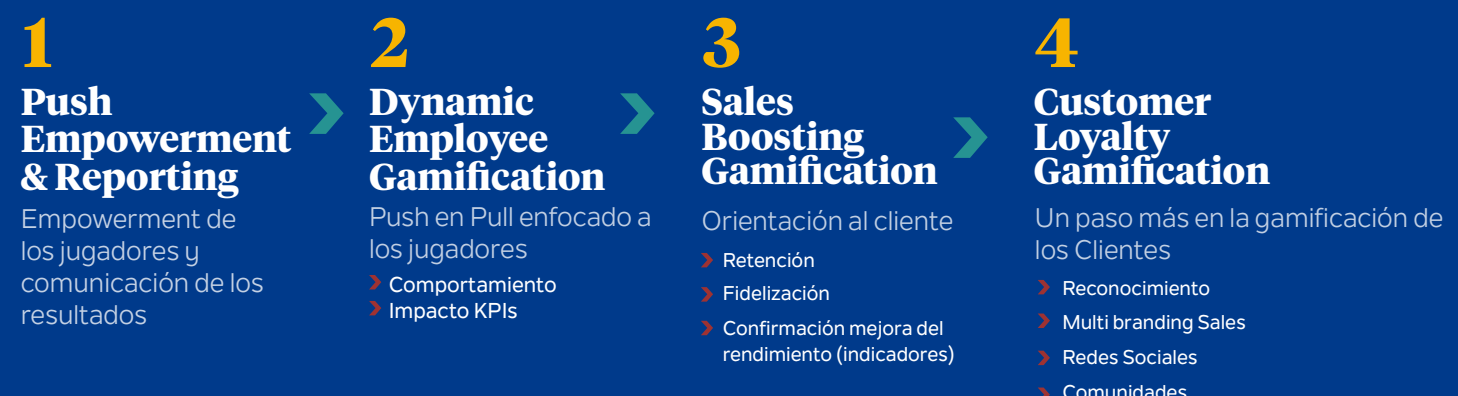 1
Push
Empowerment
& Reporting
Empowerment de
los jugadores y
comunicación de los
resultados
2
Dynamic
Employee
Gamification
Push en Pull enfocado a
los jugadores
Comportamiento
Impacto KPIs
3
Sales
Boosting
Gamification
Orientación al cliente
Retención
Fidelización
Confirmación mejora del
rendimiento (indicadores)
4
Customer
Loyalty
Gamification
Un paso más en la gamificación de
los Clientes
Reconocimiento
Multi branding Sales
Redes Sociales
Comunidades